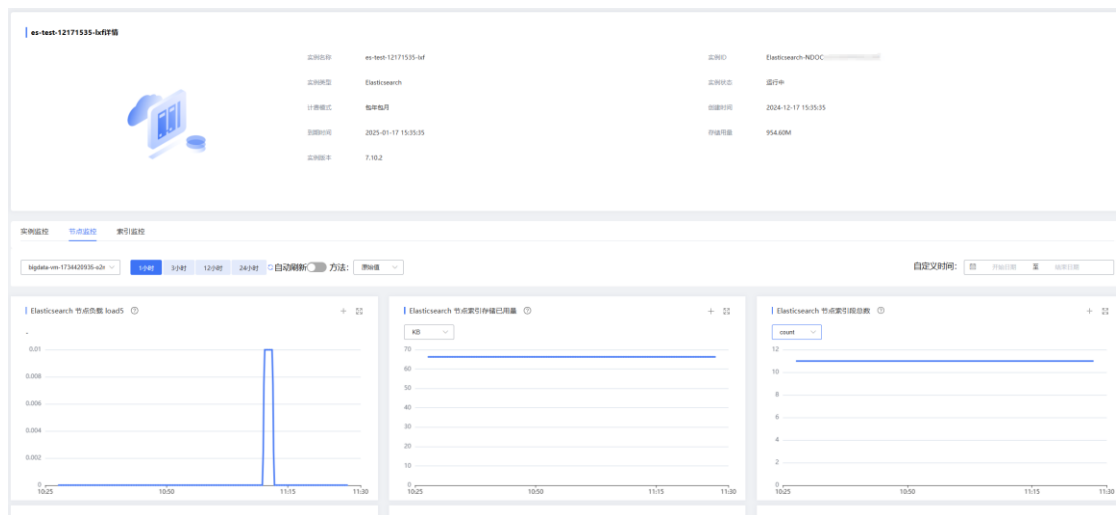 es-test-12171535-lxf详情
实例名称 es-test-12171535-lxf 实例ID Elasticsearch-NDOC
实例类型 Elasticsearch 实例状态 运行中
计费模式 包年包月 创建时间 2024-12-17 15:35:35
到期时间 2025-01-17 15:35:35 存储用量 954.60M
实例版本 7.10.2
实例监控 节点监控 索引监控
bigdata-vm-1734420935-o2 1小时 3小时 12小时 24小时 自动刷新 方法: 原始值 自定义时间: 开始日期 至 结束日期
Elasticsearch 节点负载 load5
-
0.01
0.008
0.006
0.004
0.002
0
10:25 10:50 11:15 11:30
Elasticsearch 节点索引存储已用量
KB
70
60
50
40
30
20
10
0
10:25 10:50 11:15 11:30
Elasticsearch 节点索引段总数
count
12
10
8
6
4
2
0
10:25 10:50 11:15 11:30